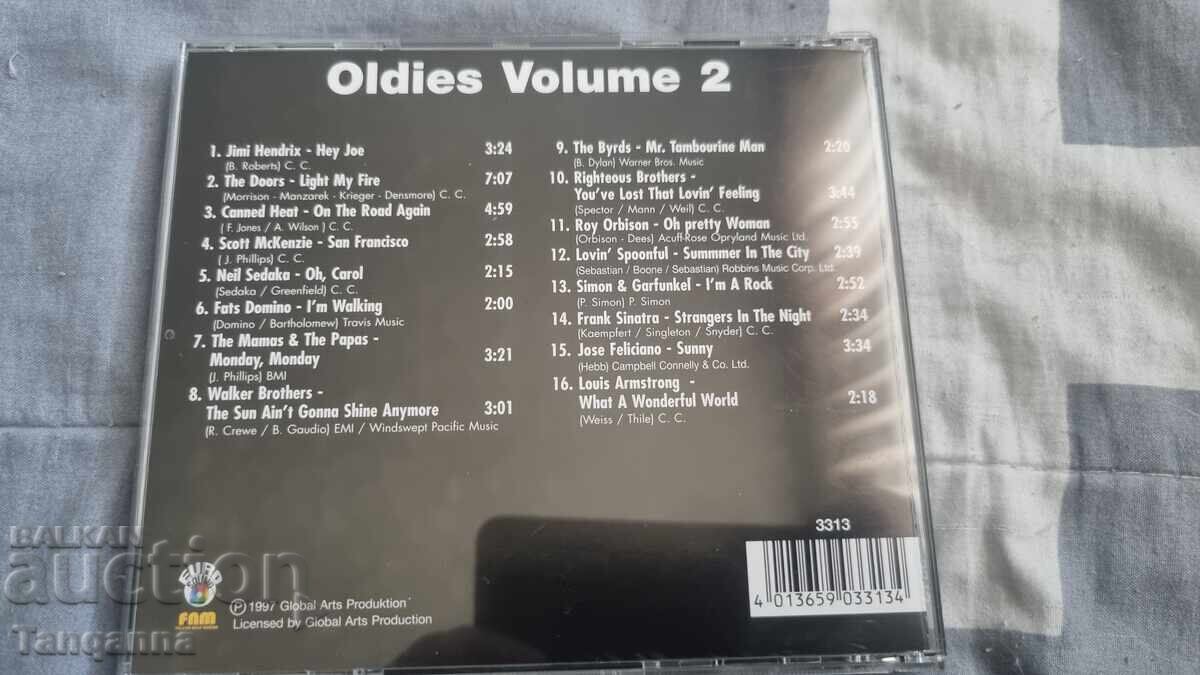 Oldies Volume 2
1. Jimi Hendrix - Hey Joe 3:24
(B. Roberts) C. C.
2. The Doors - Light My Fire 7:07
(Morrison - Manzarek - Krieger - Densmore) C. C.
3. Canned Heat - On The Road Again 4:59
( F. Jones / A. Wilson ) C. C.
4. Scott McKenzie - San Francisco 2:58
( J. Phillips) C. C.
5. Neil Sedaka - Oh, Carol 2:15
(Sedaka / Greenfield) C. C.
6. Fats Domino - I'm Walking 2:00
(Domino / Bartholomew) Travis Music
7. The Mamas & The Papas -
Monday, Monday 3:21
(J. Phillips) BMI
8. Walker Brothers -
The Sun Ain't Gonna Shine Anymore 3:01
(R. Crewe / B. Gaudio) EMI / Windswept Pacific Music
9. The Byrds - Mr. Tambourine Man 2:20
(B. Dylan) Warner Bros. Music
10. Righteous Brothers -
You've Lost That Lovin' Feeling 3:44
(Spector / Mann / Weil) C. C.
11. Roy Orbison - Oh pretty Woman 2:55
(Orbison - Dees) Acuff-Rose Opryland Music Ltd.
12. Lovin' Spoonful - Summmer In The City 2:39
(Sebastian / Boone / Sebastian) Robbins Music Corp. Ltd.
13. Simon & Garfunkel - I'm A Rock 2:52
(P. Simon) P. Simon
14. Frank Sinatra - Strangers In The Night 2:34
(Kaempfert / Singleton / Snyder) C. C.
15. Jose Feliciano - Sunny 3:34
(Hebb) Campbell Connelly & Co. Ltd.
16. Louis Armstrong -
What A Wonderful World 2:18
(Weiss / Thile) C. C.
3313
4 013659 033134
EURO
FNM
℗ 1997 Global Arts Produktion
Licensed by Global Arts Production
BALKAN
auction
Tanganna